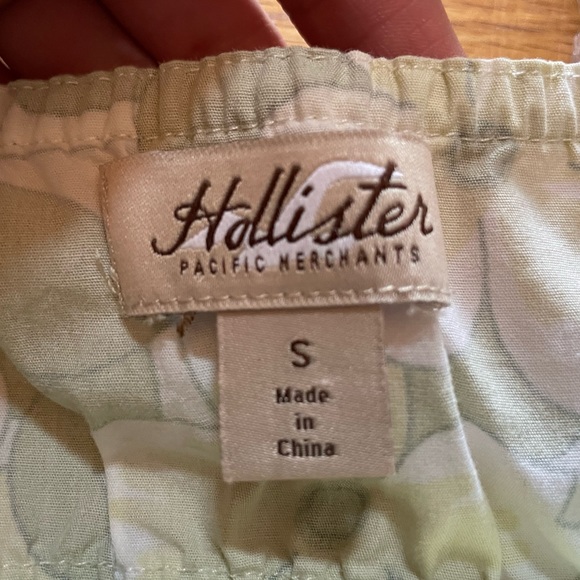 Hollister
PACIFIC MERCHANTS
S
Made
in
China